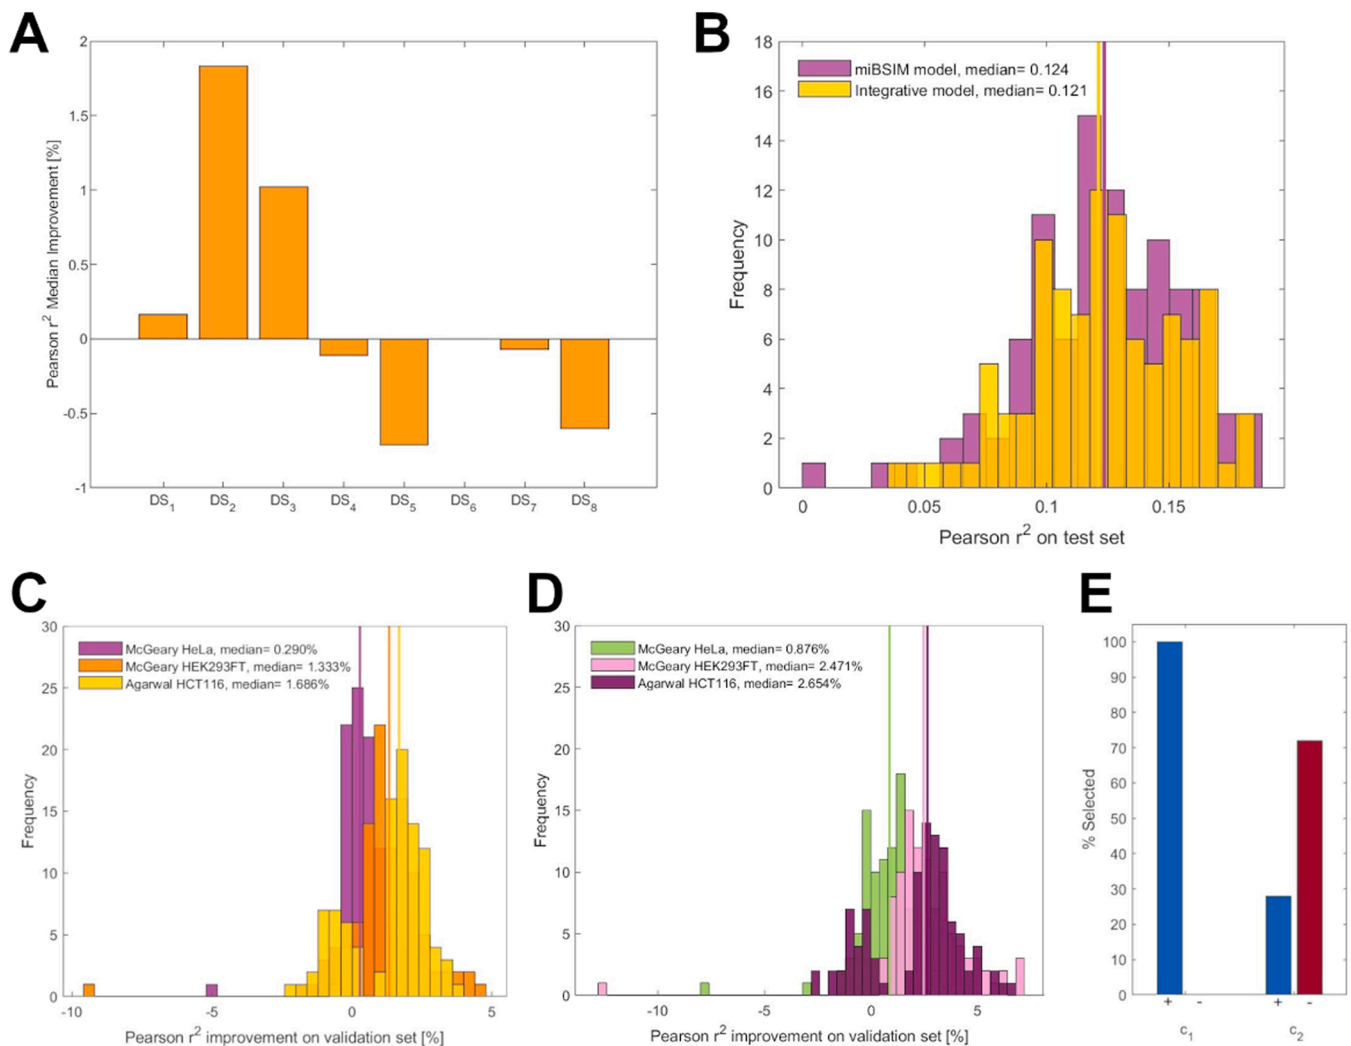 A
Pearson r2 Median Improvement [%]
2
1.5
1
0.5
0
-0.5
-1
DS1 DS2 DS3 DS4 DS5 DS6 DS7 DS8
B
miBSIM model, median= 0.124
Integrative model, median= 0.121
Frequency
18
16
14
12
10
8
6
4
2
0
0 0.05 0.1 0.15
Pearson r2 on test set
C
McGeary HeLa, median= 0.290%
McGeary HEK293FT, median= 1.333%
Agarwal HCT116, median= 1.686%
Frequency
30
25
20
15
10
5
0
-10 -5 0 5
Pearson r2 improvement on validation set [%]
D
McGeary HeLa, median= 0.876%
McGeary HEK293FT, median= 2.471%
Agarwal HCT116, median= 2.654%
Frequency
30
25
20
15
10
5
0
-10 -5 0 5
Pearson r2 improvement on validation set [%]
E
% Selected
100
90
80
70
60
50
40
30
20
10
0
+ - + -
c1 c2